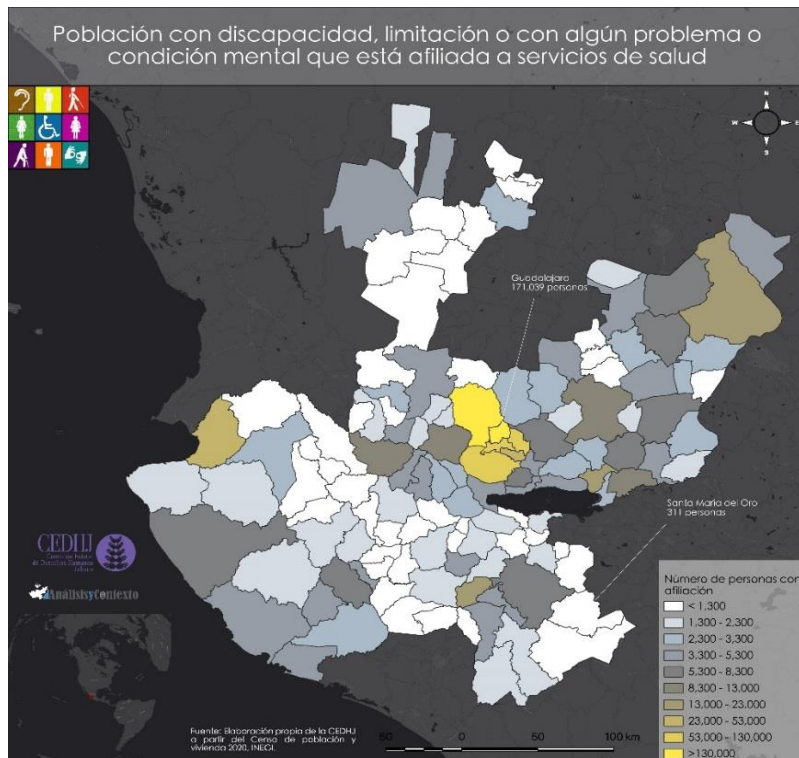 Población con discapacidad, limitación o con algún problema o
condición mental que está afiliada a servicios de salud
N
W
E
S
Guadalajara
171,039 personas
Santa María del Oro
311 personas
CEDHJ
AnálisisyContexto
Número de personas con
afiliación
< 1,300
1,300 - 2,300
2,300 - 3,300
3,300 - 5,300
5,300 - 8,300
8,300 - 13,000
13,000 - 23,000
23,000 - 53,000
53,000 - 130,000
>130,000
Fuente: Elaboración propia de la CEDHJ
a partir del Censo de población y
vivienda 2020, INEGI.
50 0 50 100 km